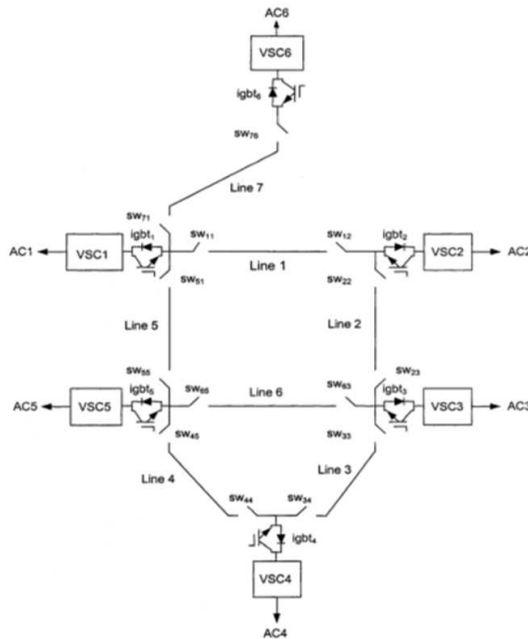 AC6
VSC6
igbt₆
sw₇₆
Line 7
sw₇₁
igbt₁
sw₁₁
sw₁₂
igbt₂
AC1
VSC1
VSC2
AC2
sw₅₁
Line 1
sw₂₂
Line 5
Line 2
sw₅₅
sw₂₃
igbt₅
sw₆₅
Line 6
sw₆₃
igbt₃
AC5
VSC5
VSC3
AC3
sw₄₅
sw₃₃
Line 4
Line 3
sw₄₄
sw₃₄
igbt₄
VSC4
AC4